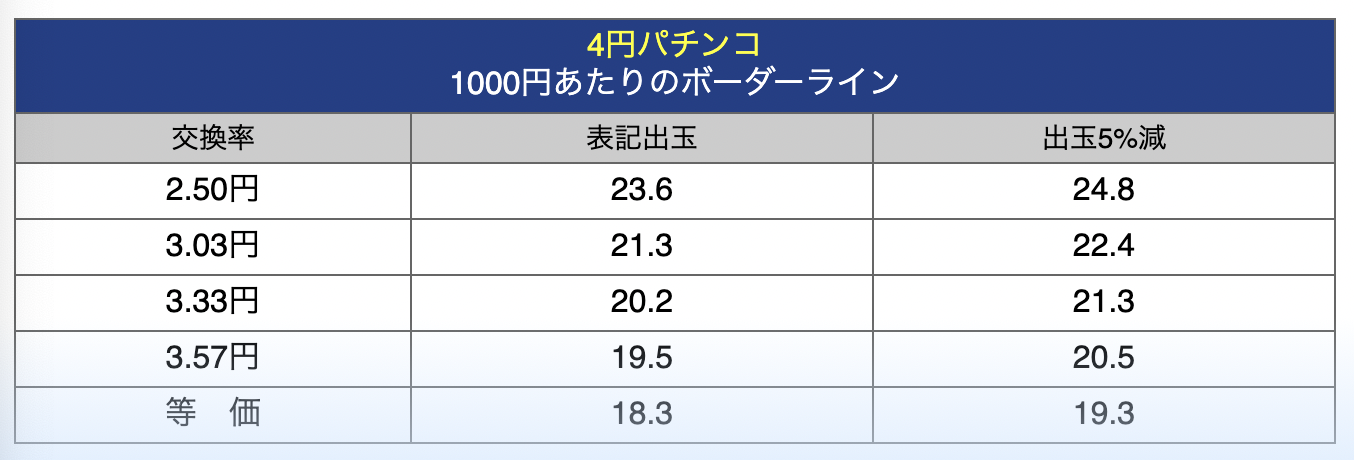 4円パチンコ
1000円あたりのボーダーライン
交換率 表記出玉 出玉5%減
2.50円 23.6 24.8
3.03円 21.3 22.4
3.33円 20.2 21.3
3.57円 19.5 20.5
等　価 18.3 19.3